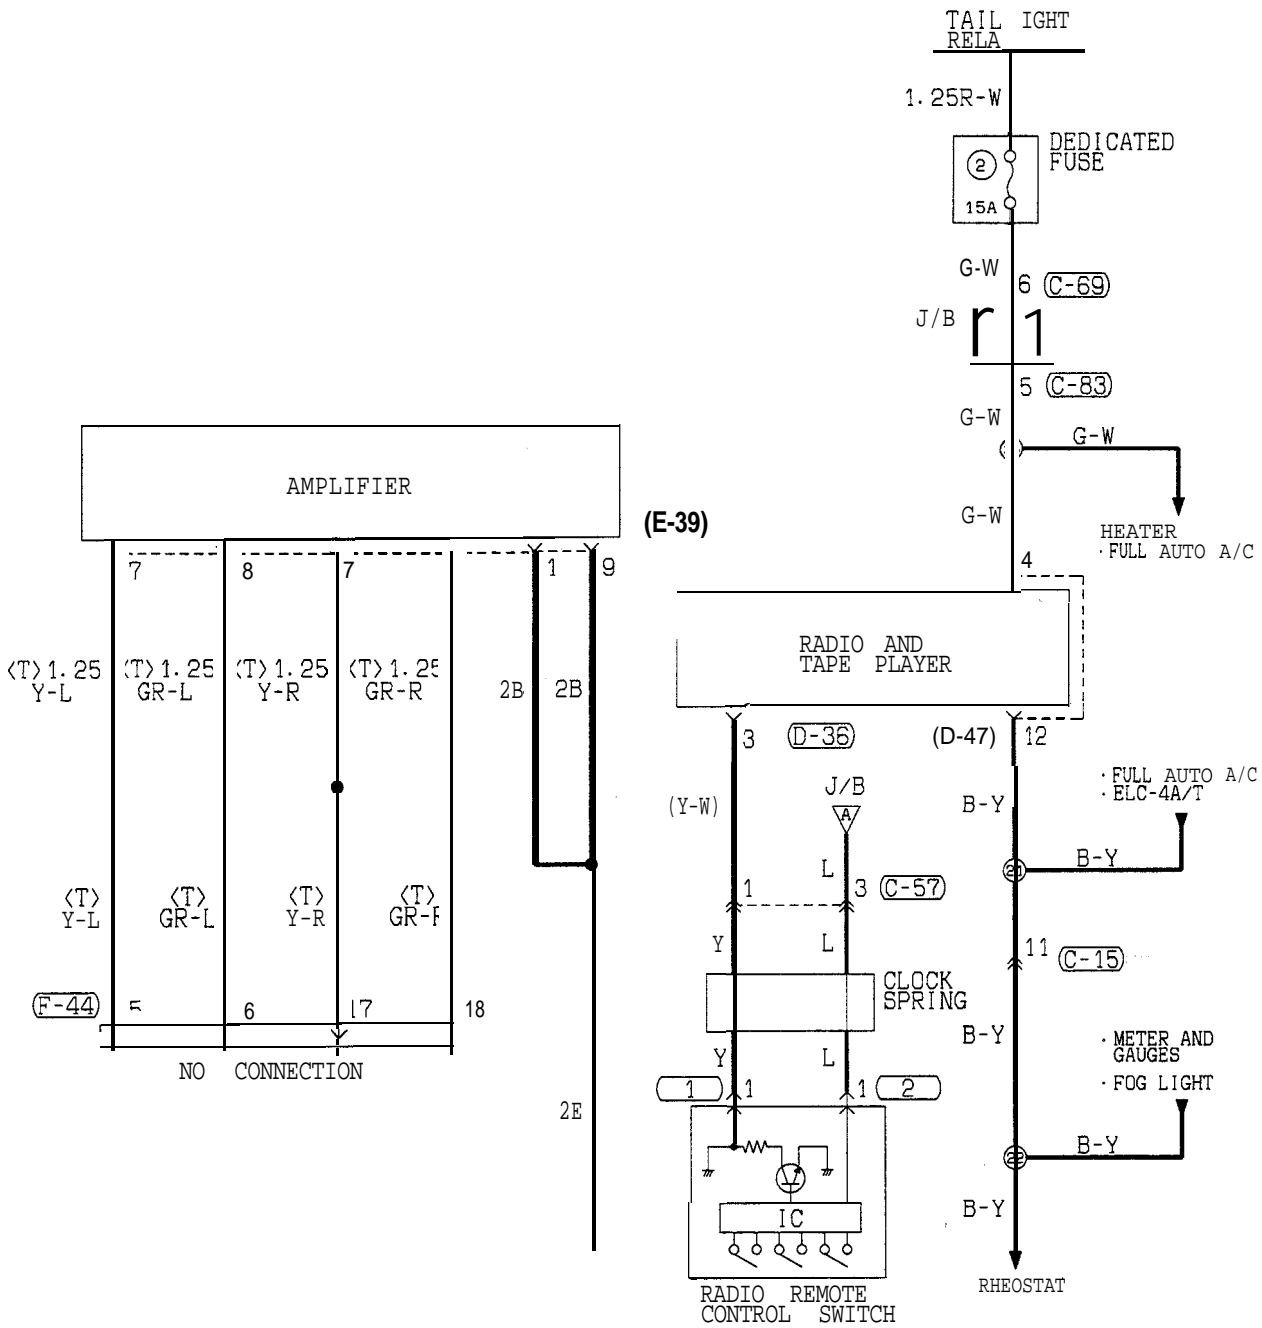 TAIL IGHT
RELA
1.25R-W
DEDICATED
FUSE
2
15A
G-W
6 C-69
J/B
5 C-83
G-W
G-W
AMPLIFIER
(E-39)
G-W
HEATER
·FULL AUTO A/C
7 8 7 1 9
4
RADIO AND
TAPE PLAYER
<T>1.25 <T>1.25 <T>1.25 <T>1.25
Y-L GR-L Y-R GR-R
2B 2B
3 D-36 (D-47) 12
·FULL AUTO A/C
·ELC-4A/T
J/B
A
(Y-W)
B-Y
B-Y
21
L
1 3 C-57
<T> <T> <T> <T>
Y-L GR-L Y-R GR-
Y L
11 C-15
CLOCK
SPRING
F-44 5 6 17 18
B-Y
·METER AND
GAUGES
·FOG LIGHT
NO CONNECTION
Y L
1 1 1 2
2E
B-Y
22
IC
B-Y
RADIO REMOTE
CONTROL SWITCH
RHEOSTAT